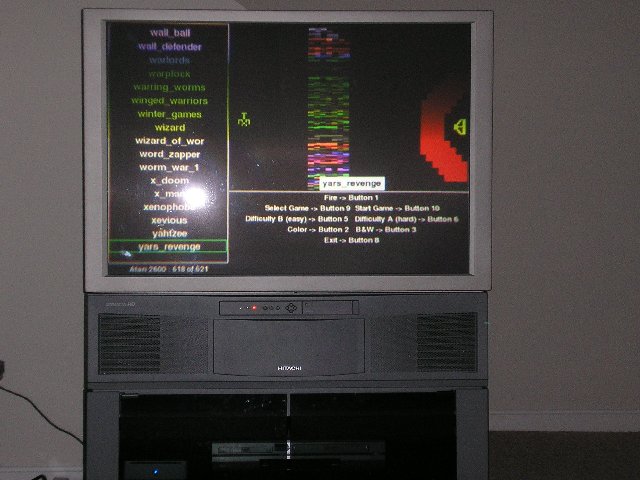 wall_ball
wall_defender
warlords
warplock
warring_worms
winged_warriors
winter_games
wizard
wizard_of_wor
word_zapper
worm_war_1
x_doom
xenophobe
xevious
yahtzee
yars_revenge
Atari 2600 618 of 621
yars_revenge
Fire -> Button 1
Select Game -> Button 9 Start Game -> Button 10
Difficulty B (easy) -> Button 5 Difficulty A (hard) -> Button 6
Color -> Button 2 B&W -> Button 3
Exit -> Button 8
HITACHI